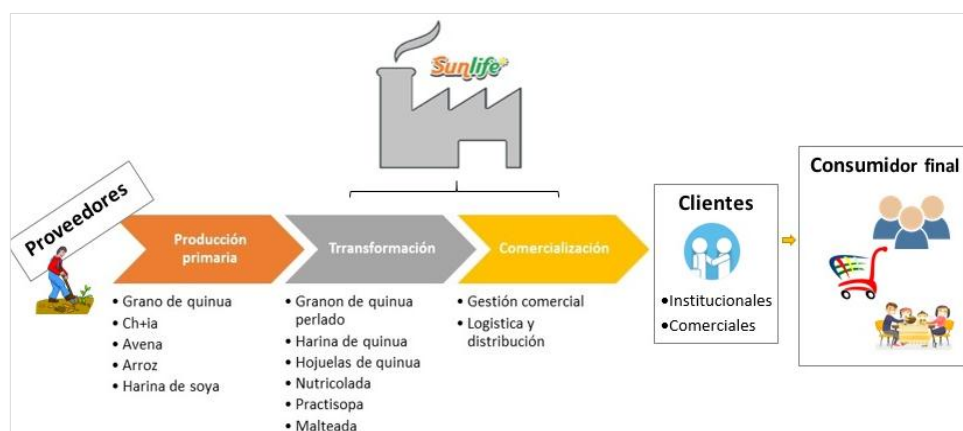 Sunlife
Proveedores
Producción
primaria
Trransformación
Comercialización
• Grano de quinua
• Ch+ia
• Avena
• Arroz
• Harina de soya
• Granon de quinua
perlado
• Harina de quinua
• Hojuelas de quinua
• Nutricolada
• Practisopa
• Malteada
• Gestión comercial
• Logistica y
distribución
Clientes
•Institucionales
•Comerciales
Consumidor final